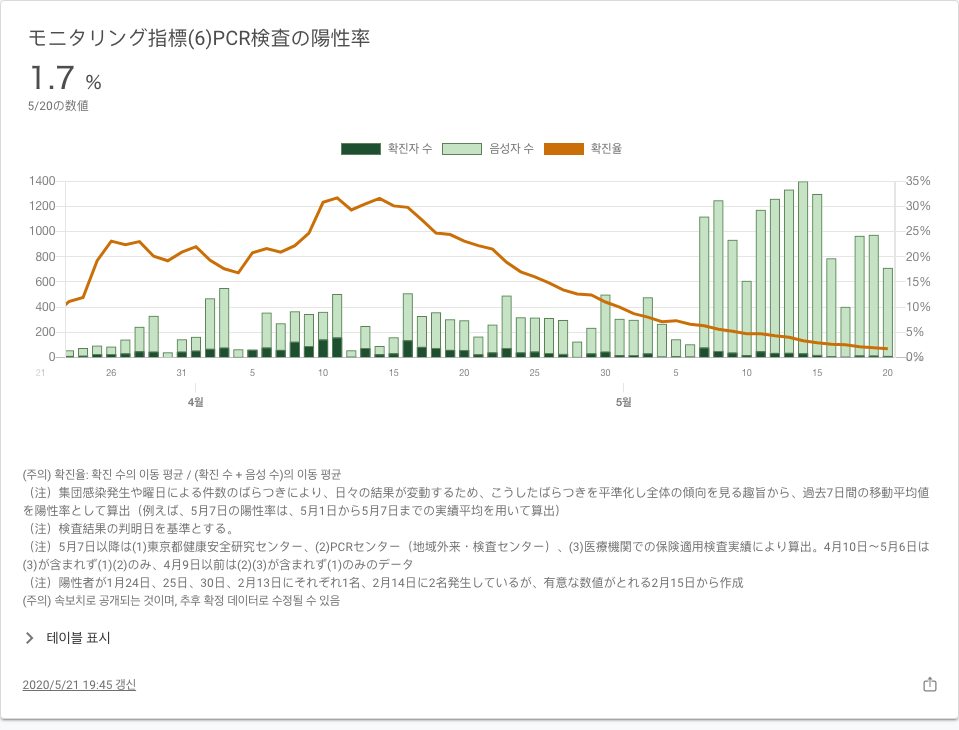 モニタリング指標(6)PCR検査の陽性率
1.7 %
5/20の数値
확진자 수 음성자 수 확진율
1400 35%
1200 30%
1000 25%
800 20%
600 15%
400 10%
200 5%
0 0%
21 26 31 5 10 15 20 25 30 5 10 15 20
4월 5월
(주의) 확진율: 확진 수의 이동 평균 / (확진 수 + 음성 수)의 이동 평균
（注）集団感染発生や曜日による件数のばらつきにより、日々の結果が変動するため、こうしたばらつきを平準化し全体の傾向を見る趣旨から、過去7日間の移動平均値
を陽性率として算出（例えば、5月7日の陽性率は、5月1日から5月7日までの実績平均を用いて算出）
（注）検査結果の判明日を基準とする。
（注）5月7日以降は(1)東京都健康安全研究センター、(2)PCRセンター（地域外来・検査センター）、(3)医療機関での保険適用検査実績により算出。4月10日～5月6日は
(3)が含まれず(1)(2)のみ、4月9日以前は(2)(3)が含まれず(1)のみのデータ
（注）陽性者が1月24日、25日、30日、2月13日にそれぞれ1名、2月14日に2名発生しているが、有意な数値がとれる2月15日から作成
(주의) 속보치로 공개되는 것이며, 추후 확정 데이터로 수정될 수 있음
테이블 표시
2020/5/21 19:45 갱신